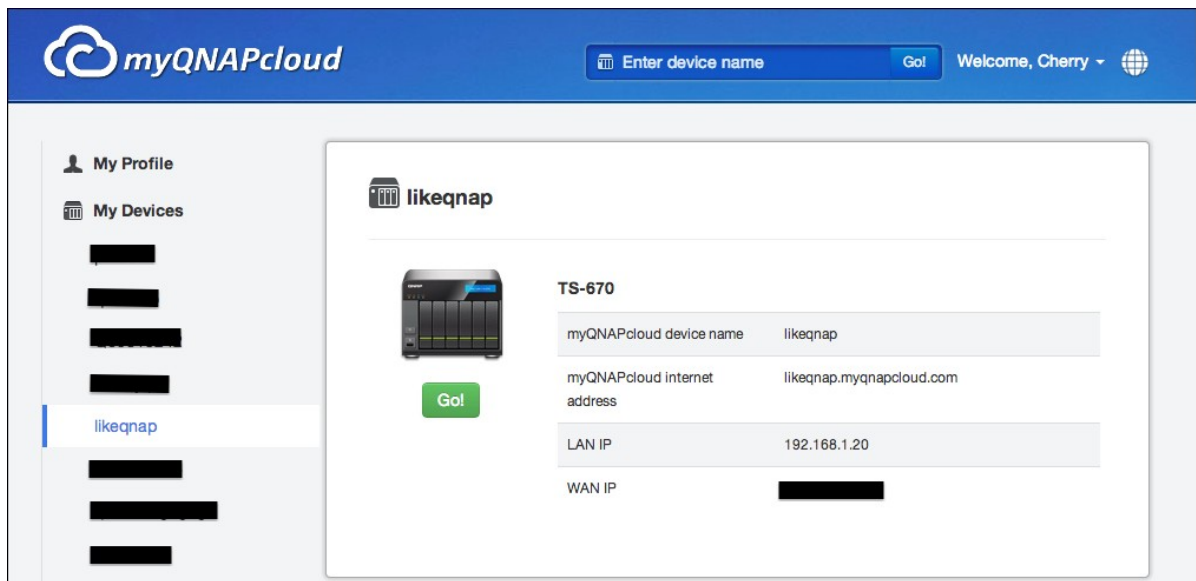 myQNAPcloud
Enter device name Go! Welcome, Cherry
My Profile
My Devices
likeqnap
likeqnap
Go!
TS-670
myQNAPcloud device name likeqnap
myQNAPcloud internet address likeqnap.myqnapcloud.com
LAN IP 192.168.1.20
WAN IP